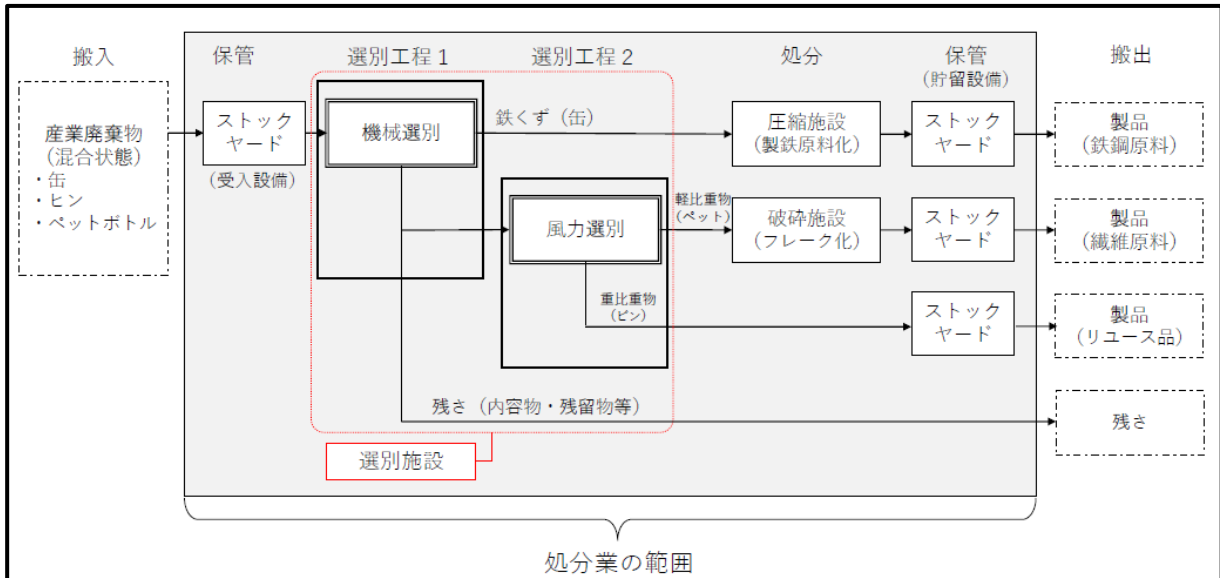 搬入
保管
選別工程1
選別工程2
処分
保管
(貯留設備)
搬出
産業廃棄物
(混合状態)
・缶
・ビン
・ペットボトル
ストック
ヤード
(受入設備)
機械選別
鉄くず(缶)
圧縮施設
(製鉄原料化)
ストック
ヤード
製品
(鉄鋼原料)
風力選別
軽比重物
(ペット)
破砕施設
(フレーク化)
ストック
ヤード
製品
(繊維原料)
重比重物
(ビン)
ストック
ヤード
製品
(リユース品)
残さ(内容物・残留物等)
残さ
選別施設
処分業の範囲